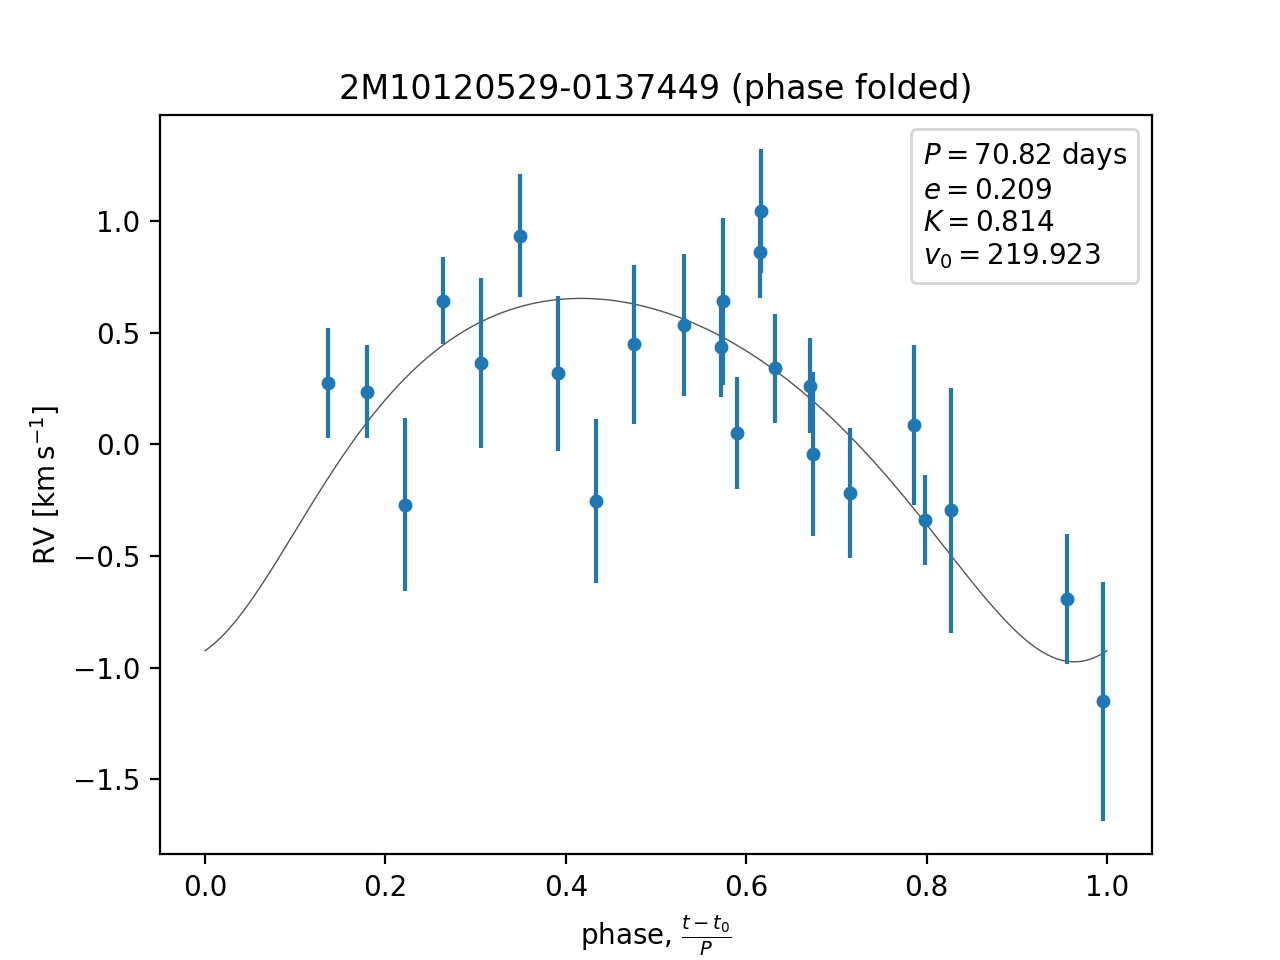 2M10120529-0137449 (phase folded)
P = 70.82 days
e = 0.209
K = 0.814
v₀ = 219.923
RV [km s⁻¹]
1.0
0.5
0.0
−0.5
−1.0
−1.5
0.0 0.2 0.4 0.6 0.8 1.0
phase, (t − t₀)/P